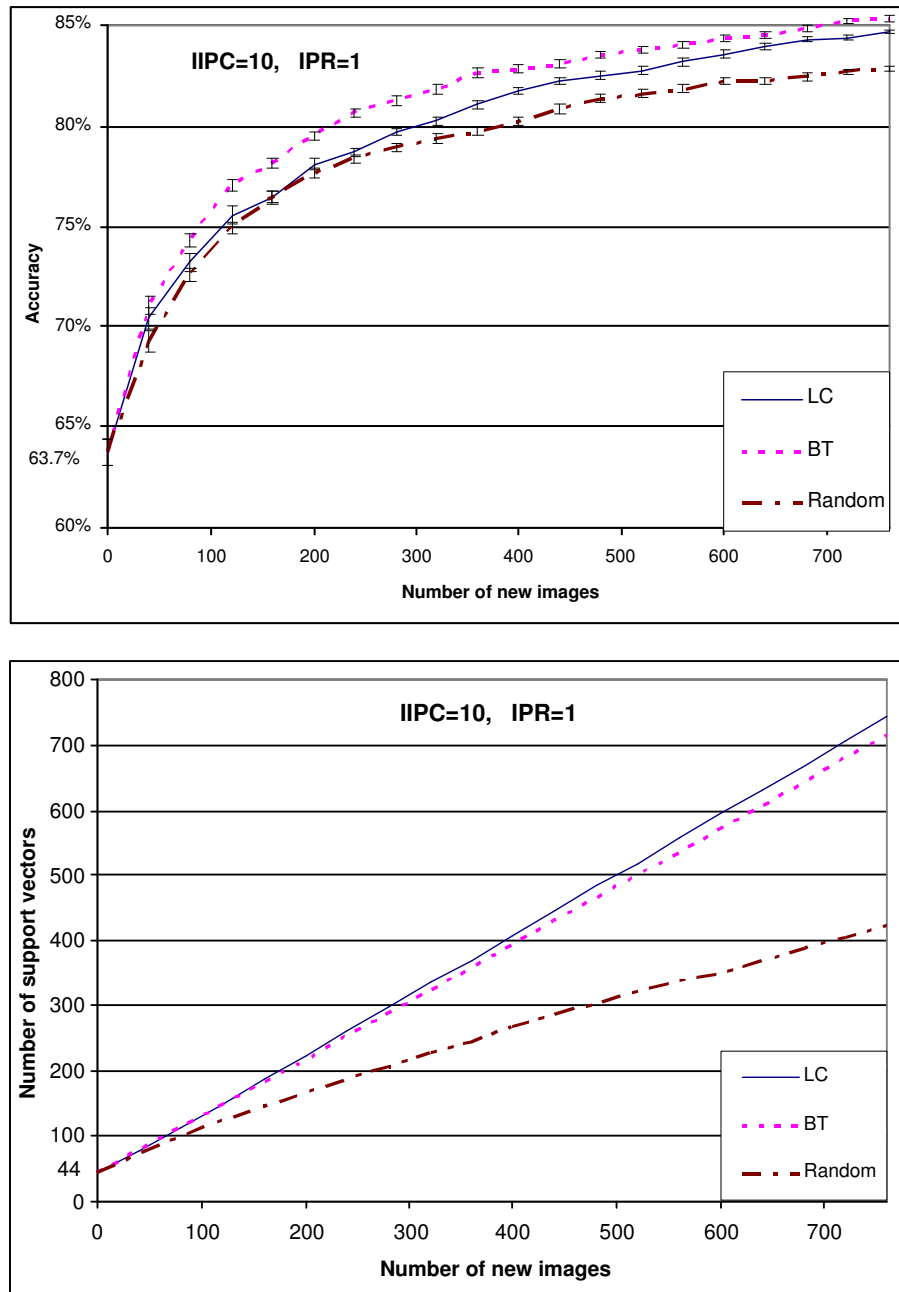 85%
IIPC=10, IPR=1
80%
75%
Accuracy
70%
LC
65%
BT
63.7%
Random
60%
0 100 200 300 400 500 600 700
Number of new images
800
IIPC=10, IPR=1
700
600
500
Number of support vectors
400
300
200
LC
BT
100
44
Random
0
0 100 200 300 400 500 600 700
Number of new images